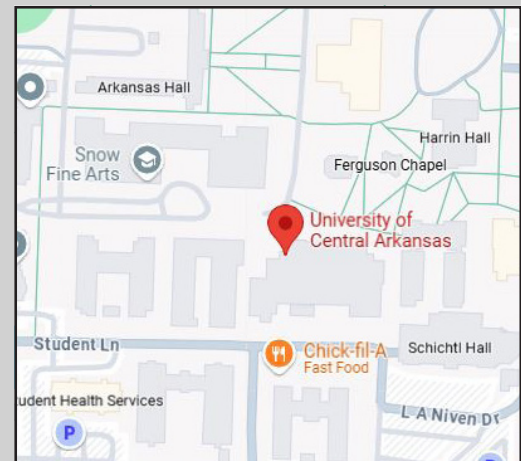 Arkansas Hall
Snow
Fine Arts
Harrin Hall
Ferguson Chapel
University of
Central Arkansas
Student Ln
Chick-fil-A
Fast Food
Schichtl Hall
tudent Health Services
L A Niven Dr
P